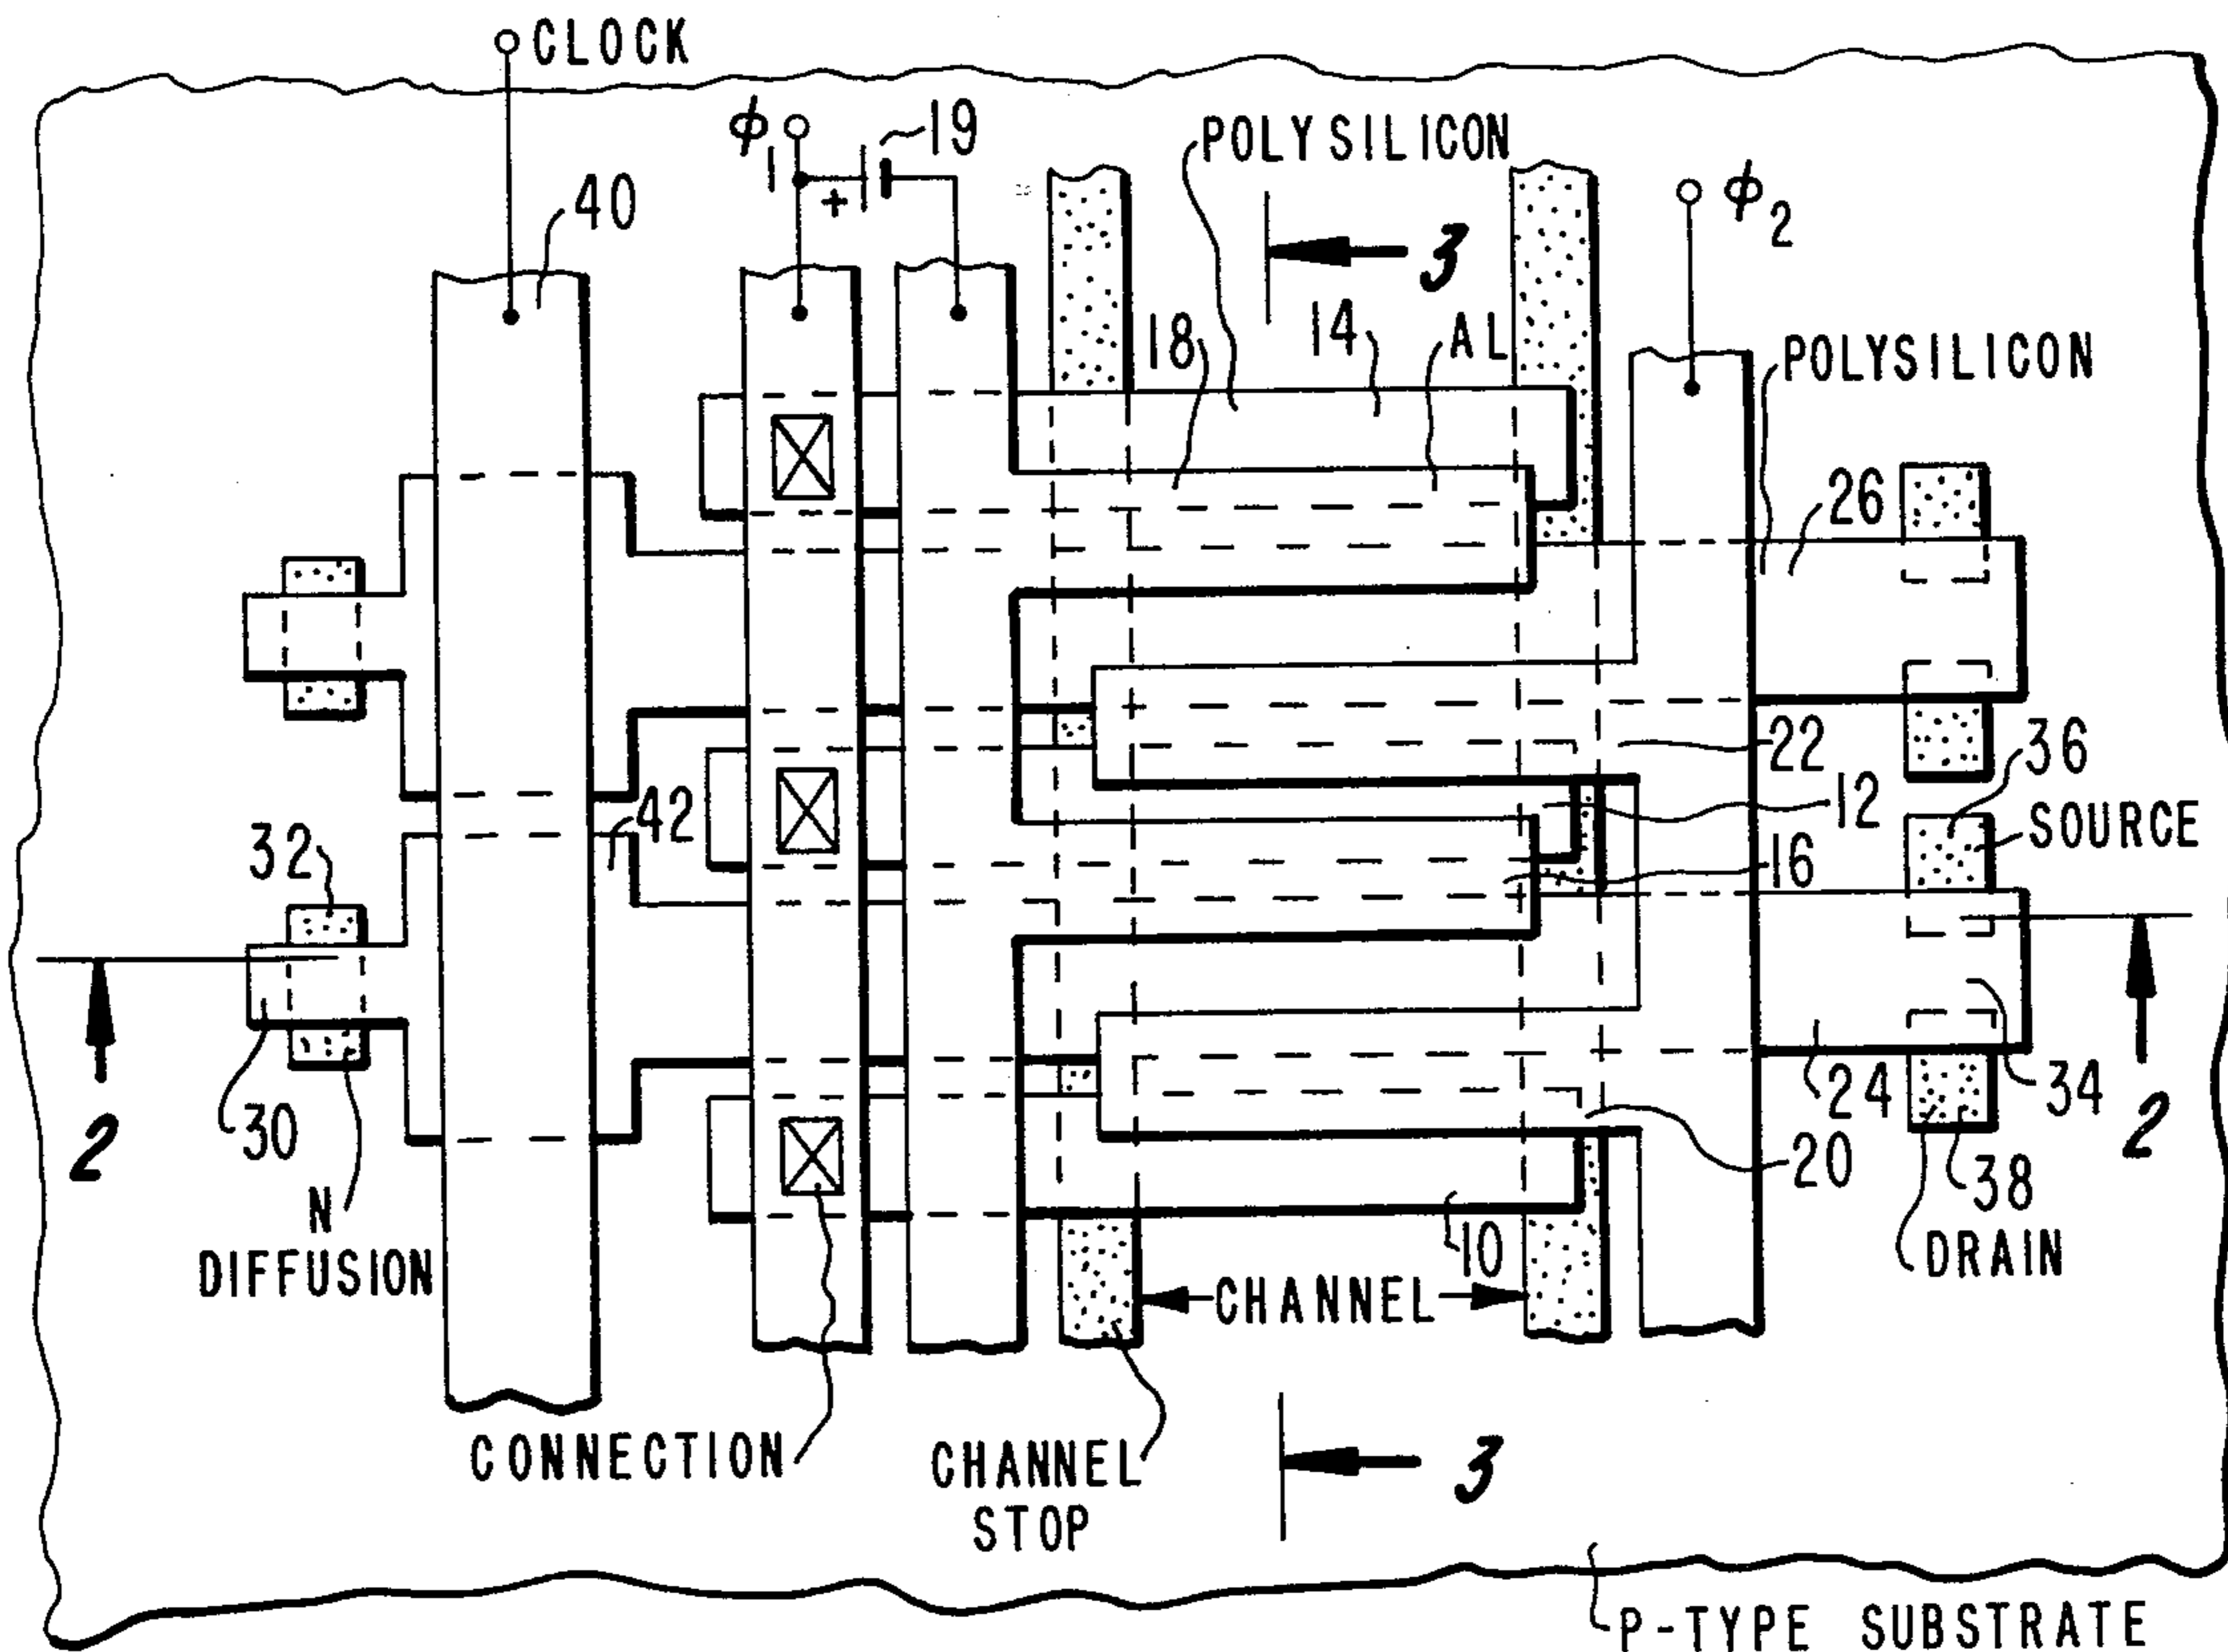 CLOCK
ϕ1
+
19
POLYSILICON
ϕ2
40
3
18
14
AL
POLYSILICON
26
22
36
12
SOURCE
42
32
16
2
30
24
34
2
20
38
N
DIFFUSION
10
DRAIN
CHANNEL
CONNECTION
CHANNEL
STOP
3
P-TYPE SUBSTRATE